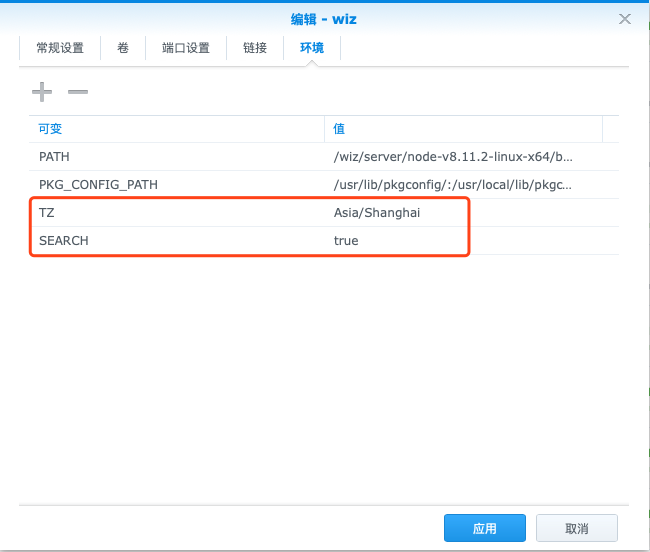 编辑 - wiz
常规设置 卷 端口设置 链接 环境
可变 值
PATH /wiz/server/node-v8.11.2-linux-x64/b...
PKG_CONFIG_PATH /usr/lib/pkgconfig/:/usr/local/lib/pkgc...
TZ Asia/Shanghai
SEARCH true
应用 取消